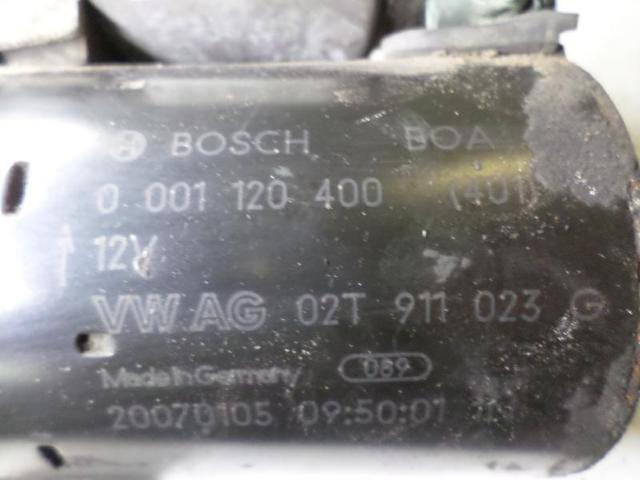 BOSCH BOA
0 001 120 400 (401)
12V
VW AG 02T 911 023 G
Made in Germany 089
20070105 09:50:01